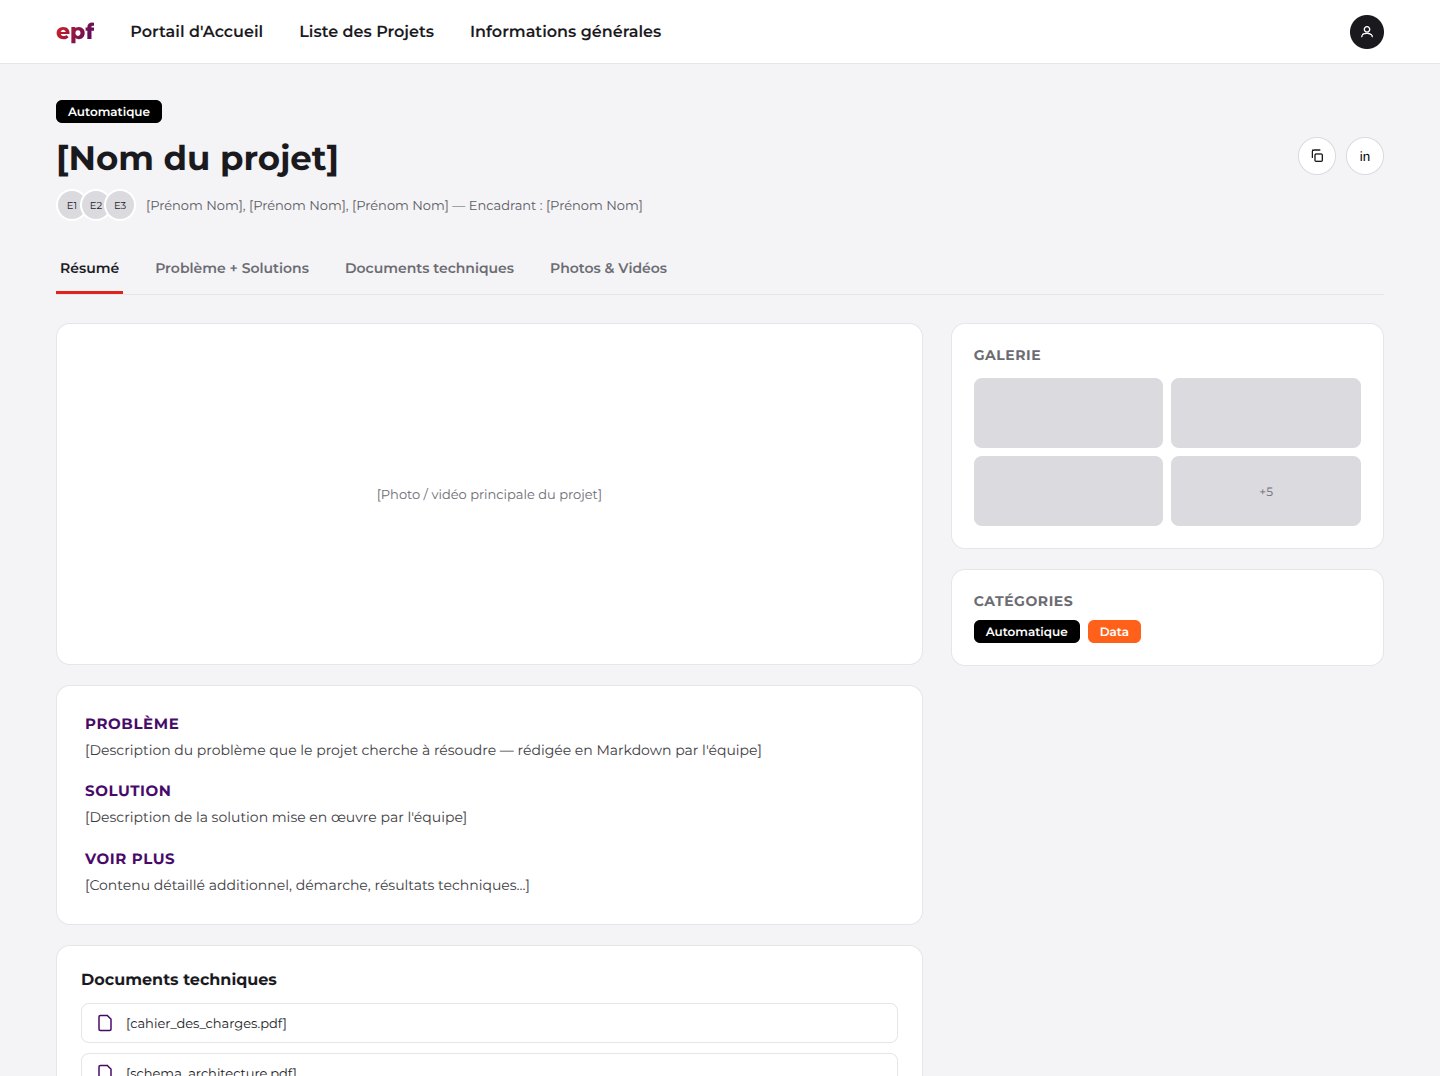 epf
Portail d'Accueil
Liste des Projets
Informations générales
Automatique
[Nom du projet]
in
E1
E2
E3
[Prénom Nom], [Prénom Nom], [Prénom Nom] — Encadrant : [Prénom Nom]
Résumé
Problème + Solutions
Documents techniques
Photos & Vidéos
[Photo / vidéo principale du projet]
GALERIE
+5
CATÉGORIES
Automatique
Data
PROBLÈME
[Description du problème que le projet cherche à résoudre — rédigée en Markdown par l'équipe]
SOLUTION
[Description de la solution mise en œuvre par l'équipe]
VOIR PLUS
[Contenu détaillé additionnel, démarche, résultats techniques...]
Documents techniques
[cahier_des_charges.pdf]
[schema_architecture.pdf]